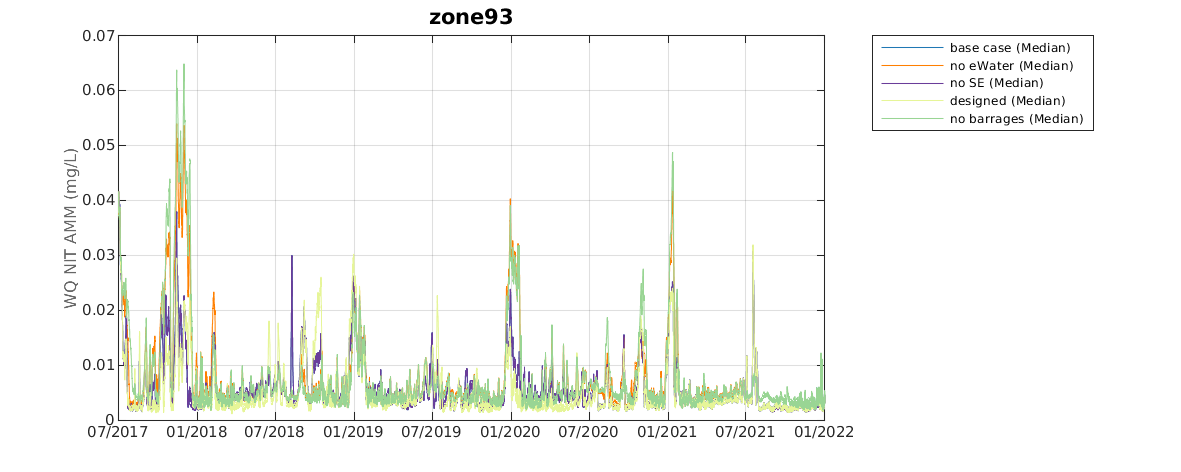 zone93
WQ NIT AMM (mg/L)
0.07
0.06
0.05
0.04
0.03
0.02
0.01
0
07/2017 01/2018 07/2018 01/2019 07/2019 01/2020 07/2020 01/2021 07/2021 01/2022
base case (Median)
no eWater (Median)
no SE (Median)
designed (Median)
no barrages (Median)